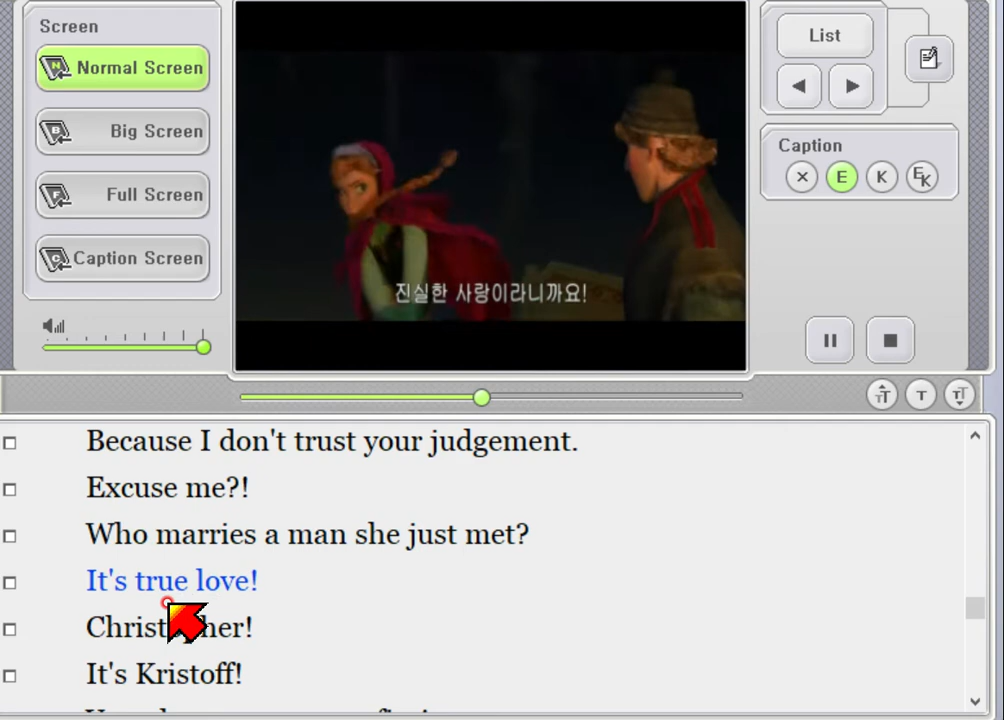 Screen
Normal Screen
Big Screen
Full Screen
Caption Screen
진실한 사랑이라니까요!
List
Caption
× E K EK
T T T
Because I don't trust your judgement.
Excuse me?!
Who marries a man she just met?
It's true love!
It's Kristoff!